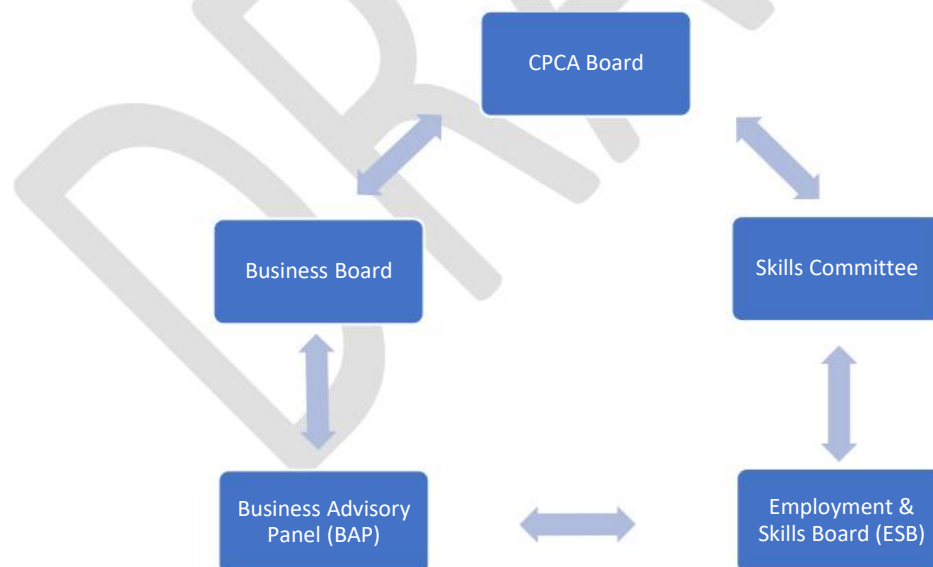 CPCA Board
Business Board
Skills Committee
Business Advisory
Panel (BAP)
Employment &
Skills Board (ESB)